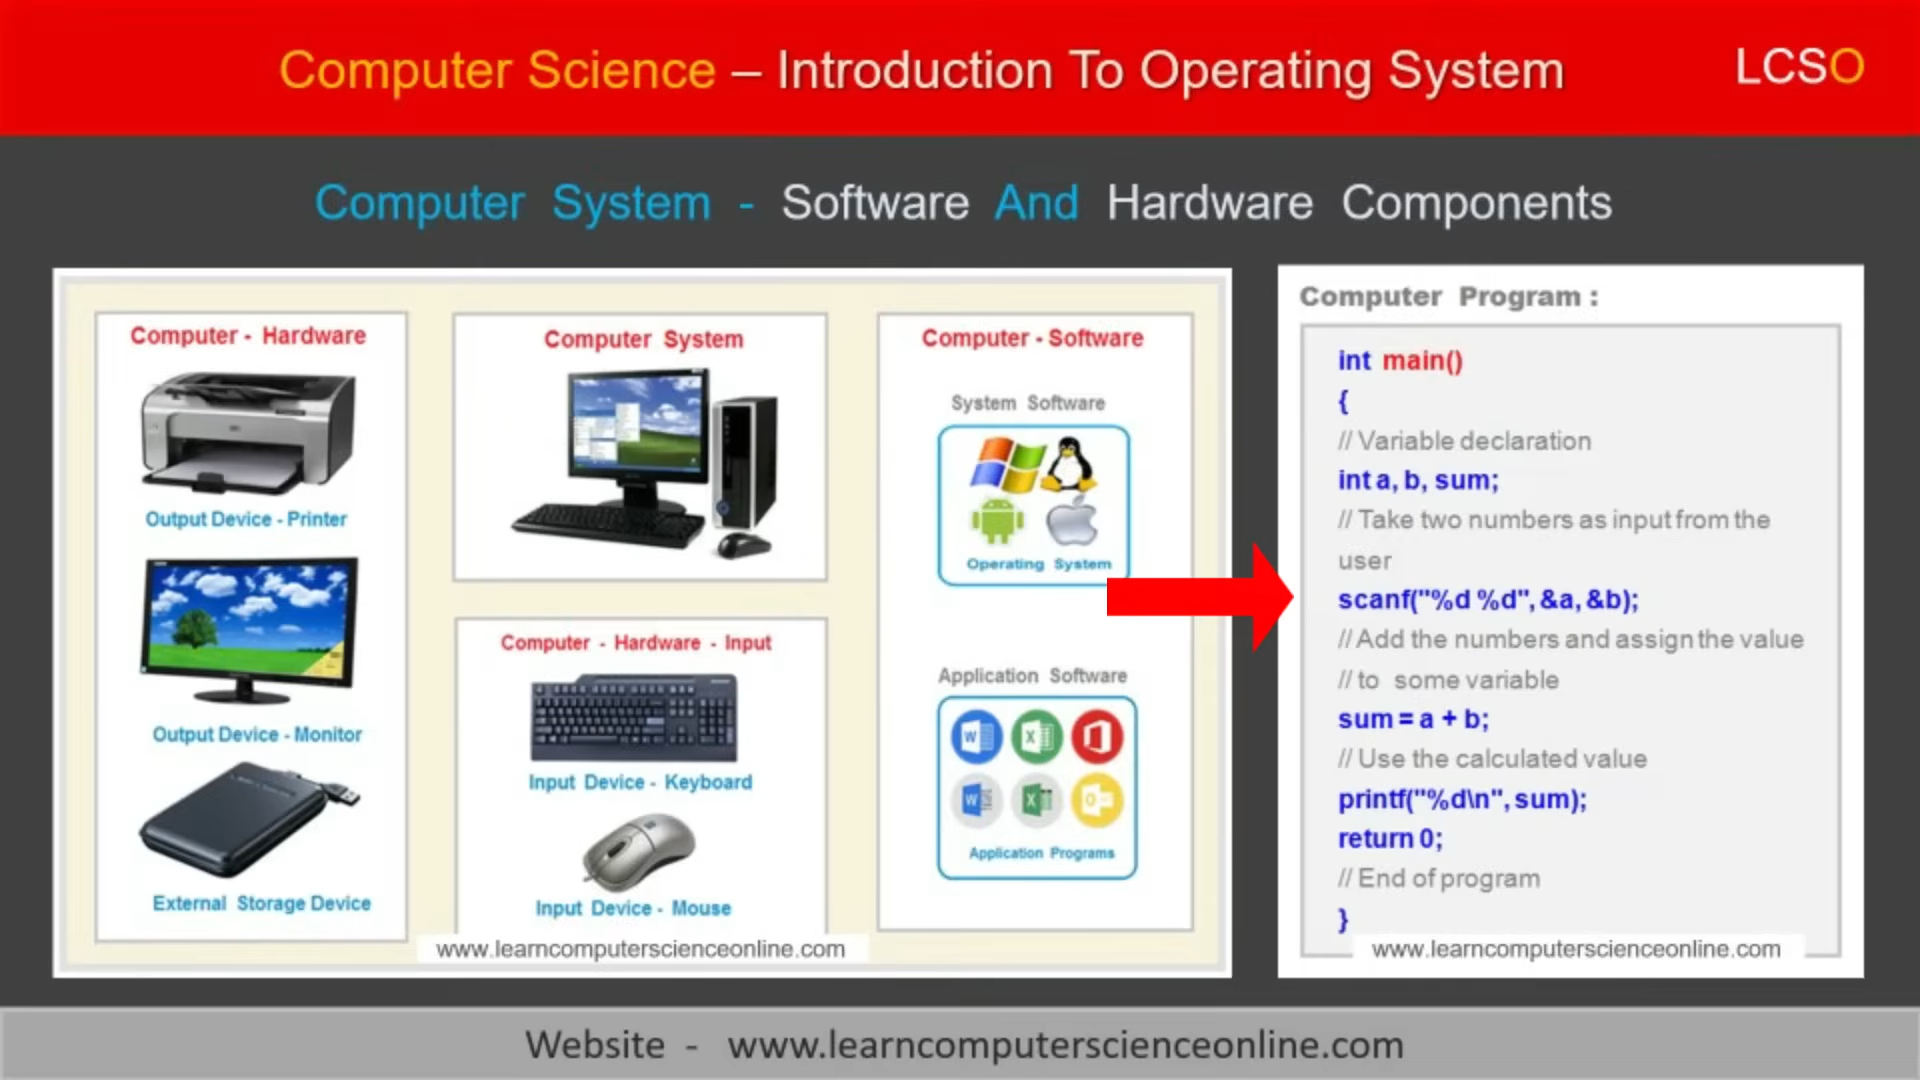 Computer Science – Introduction To Operating System
LCSO
Computer System - Software And Hardware Components
Computer - Hardware
Output Device - Printer
Output Device - Monitor
External Storage Device
Computer System
Computer - Hardware - Input
Input Device - Keyboard
Input Device - Mouse
www.learncomputerscienceonline.com
Computer - Software
System Software
Operating System
Application Software
Application Programs
Computer Program :
int main()
{
// Variable declaration
int a, b, sum;
// Take two numbers as input from the
user
scanf("%d %d", &a, &b);
// Add the numbers and assign the value
// to some variable
sum = a + b;
// Use the calculated value
printf("%d\n", sum);
return 0;
// End of program
}
www.learncomputerscienceonline.com
Website - www.learncomputerscienceonline.com